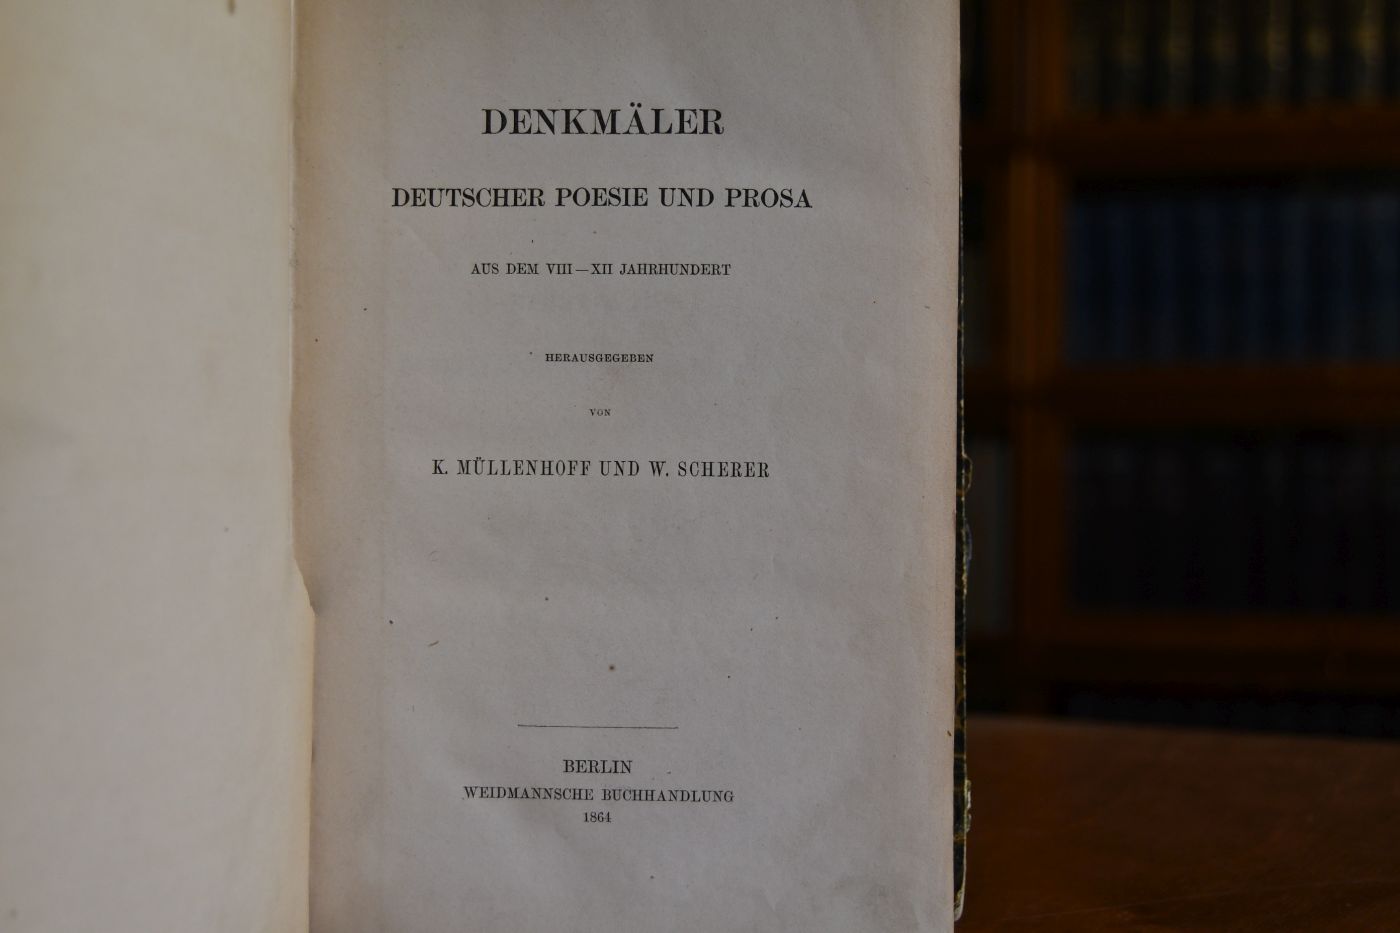 DENKMÄLER
DEUTSCHER POESIE UND PROSA
AUS DEM VIII—XII JAHRHUNDERT
HERAUSGEGEBEN
VON
K. MÜLLENHOFF UND W. SCHERER
BERLIN
WEIDMANNSCHE BUCHHANDLUNG
1864